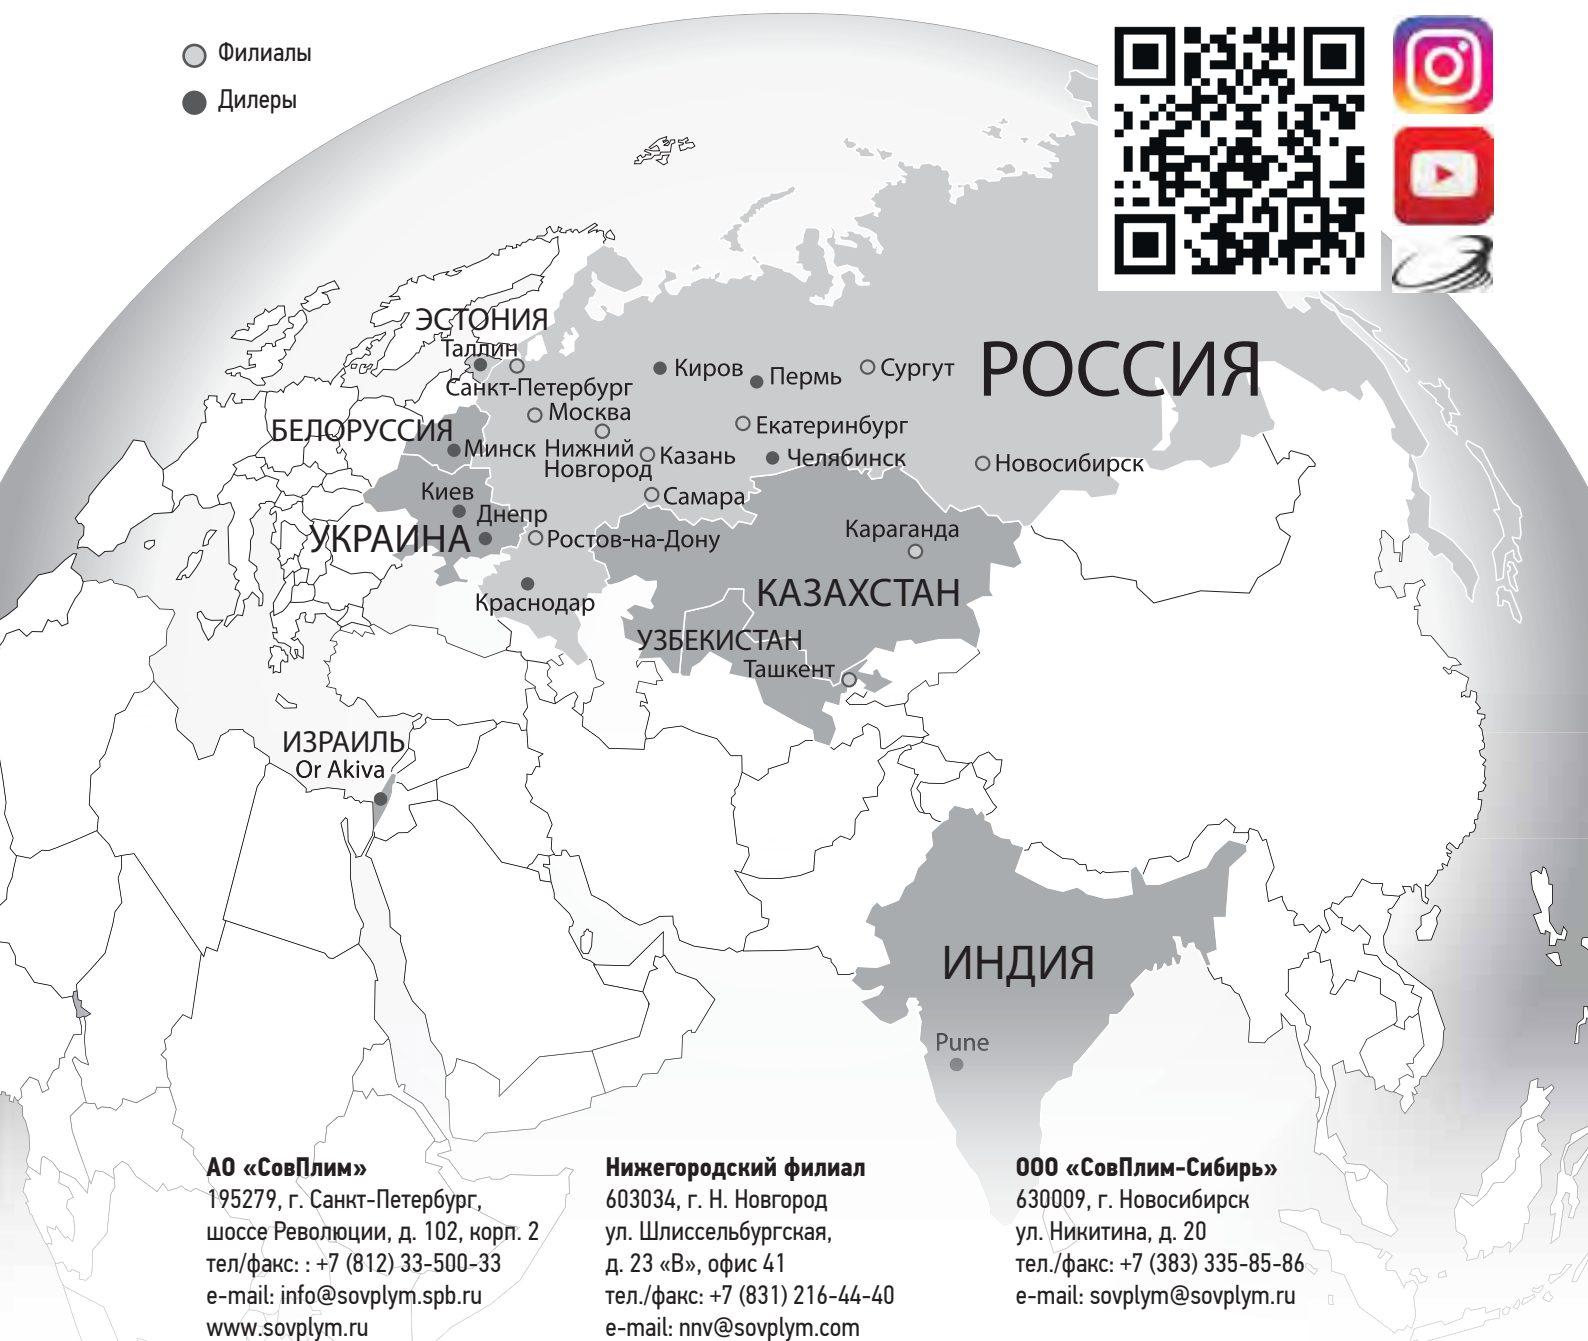 Филиалы
Дилеры
ЭСТОНИЯ
Таллин
Санкт-Петербург
Москва
Киров
Пермь
Сургут
РОССИЯ
БЕЛОРУССИЯ
Минск
Нижний
Новгород
Казань
Екатеринбург
Челябинск
Новосибирск
Самара
Киев
Днепр
УКРАИНА
Ростов-на-Дону
Караганда
Краснодар
КАЗАХСТАН
УЗБЕКИСТАН
Ташкент
ИЗРАИЛЬ
Or Akiva
ИНДИЯ
Pune
АО «СовПлим»
195279, г. Санкт-Петербург,
шоссе Революции, д. 102, корп. 2
тел/факс: : +7 (812) 33-500-33
e-mail: info@sovplym.spb.ru
www.sovplym.ru
Нижегородский филиал
603034, г. Н. Новгород
ул. Шлиссельбургская,
д. 23 «В», офис 41
тел./факс: +7 (831) 216-44-40
e-mail: nnv@sovplym.com
ООО «СовПлим-Сибирь»
630009, г. Новосибирск
ул. Никитина, д. 20
тел./факс: +7 (383) 335-85-86
e-mail: sovplym@sovplym.ru